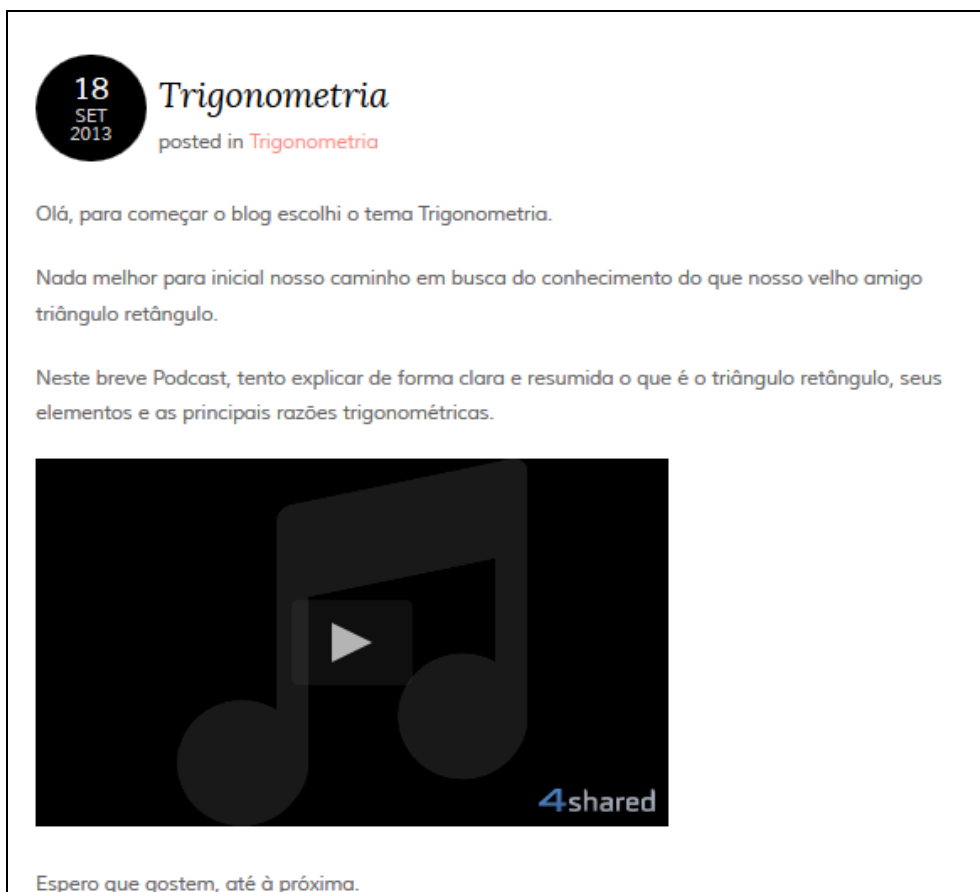 18
SET
2013
Trigonometria
posted in Trigonometria
Olá, para começar o blog escolhi o tema Trigonometria.
Nada melhor para inicial nosso caminho em busca do conhecimento do que nosso velho amigo
triângulo retângulo.
Neste breve Podcast, tento explicar de forma clara e resumida o que é o triângulo retângulo, seus
elementos e as principais razões trigonométricas.
4shared
Espero que gostem, até à próxima.